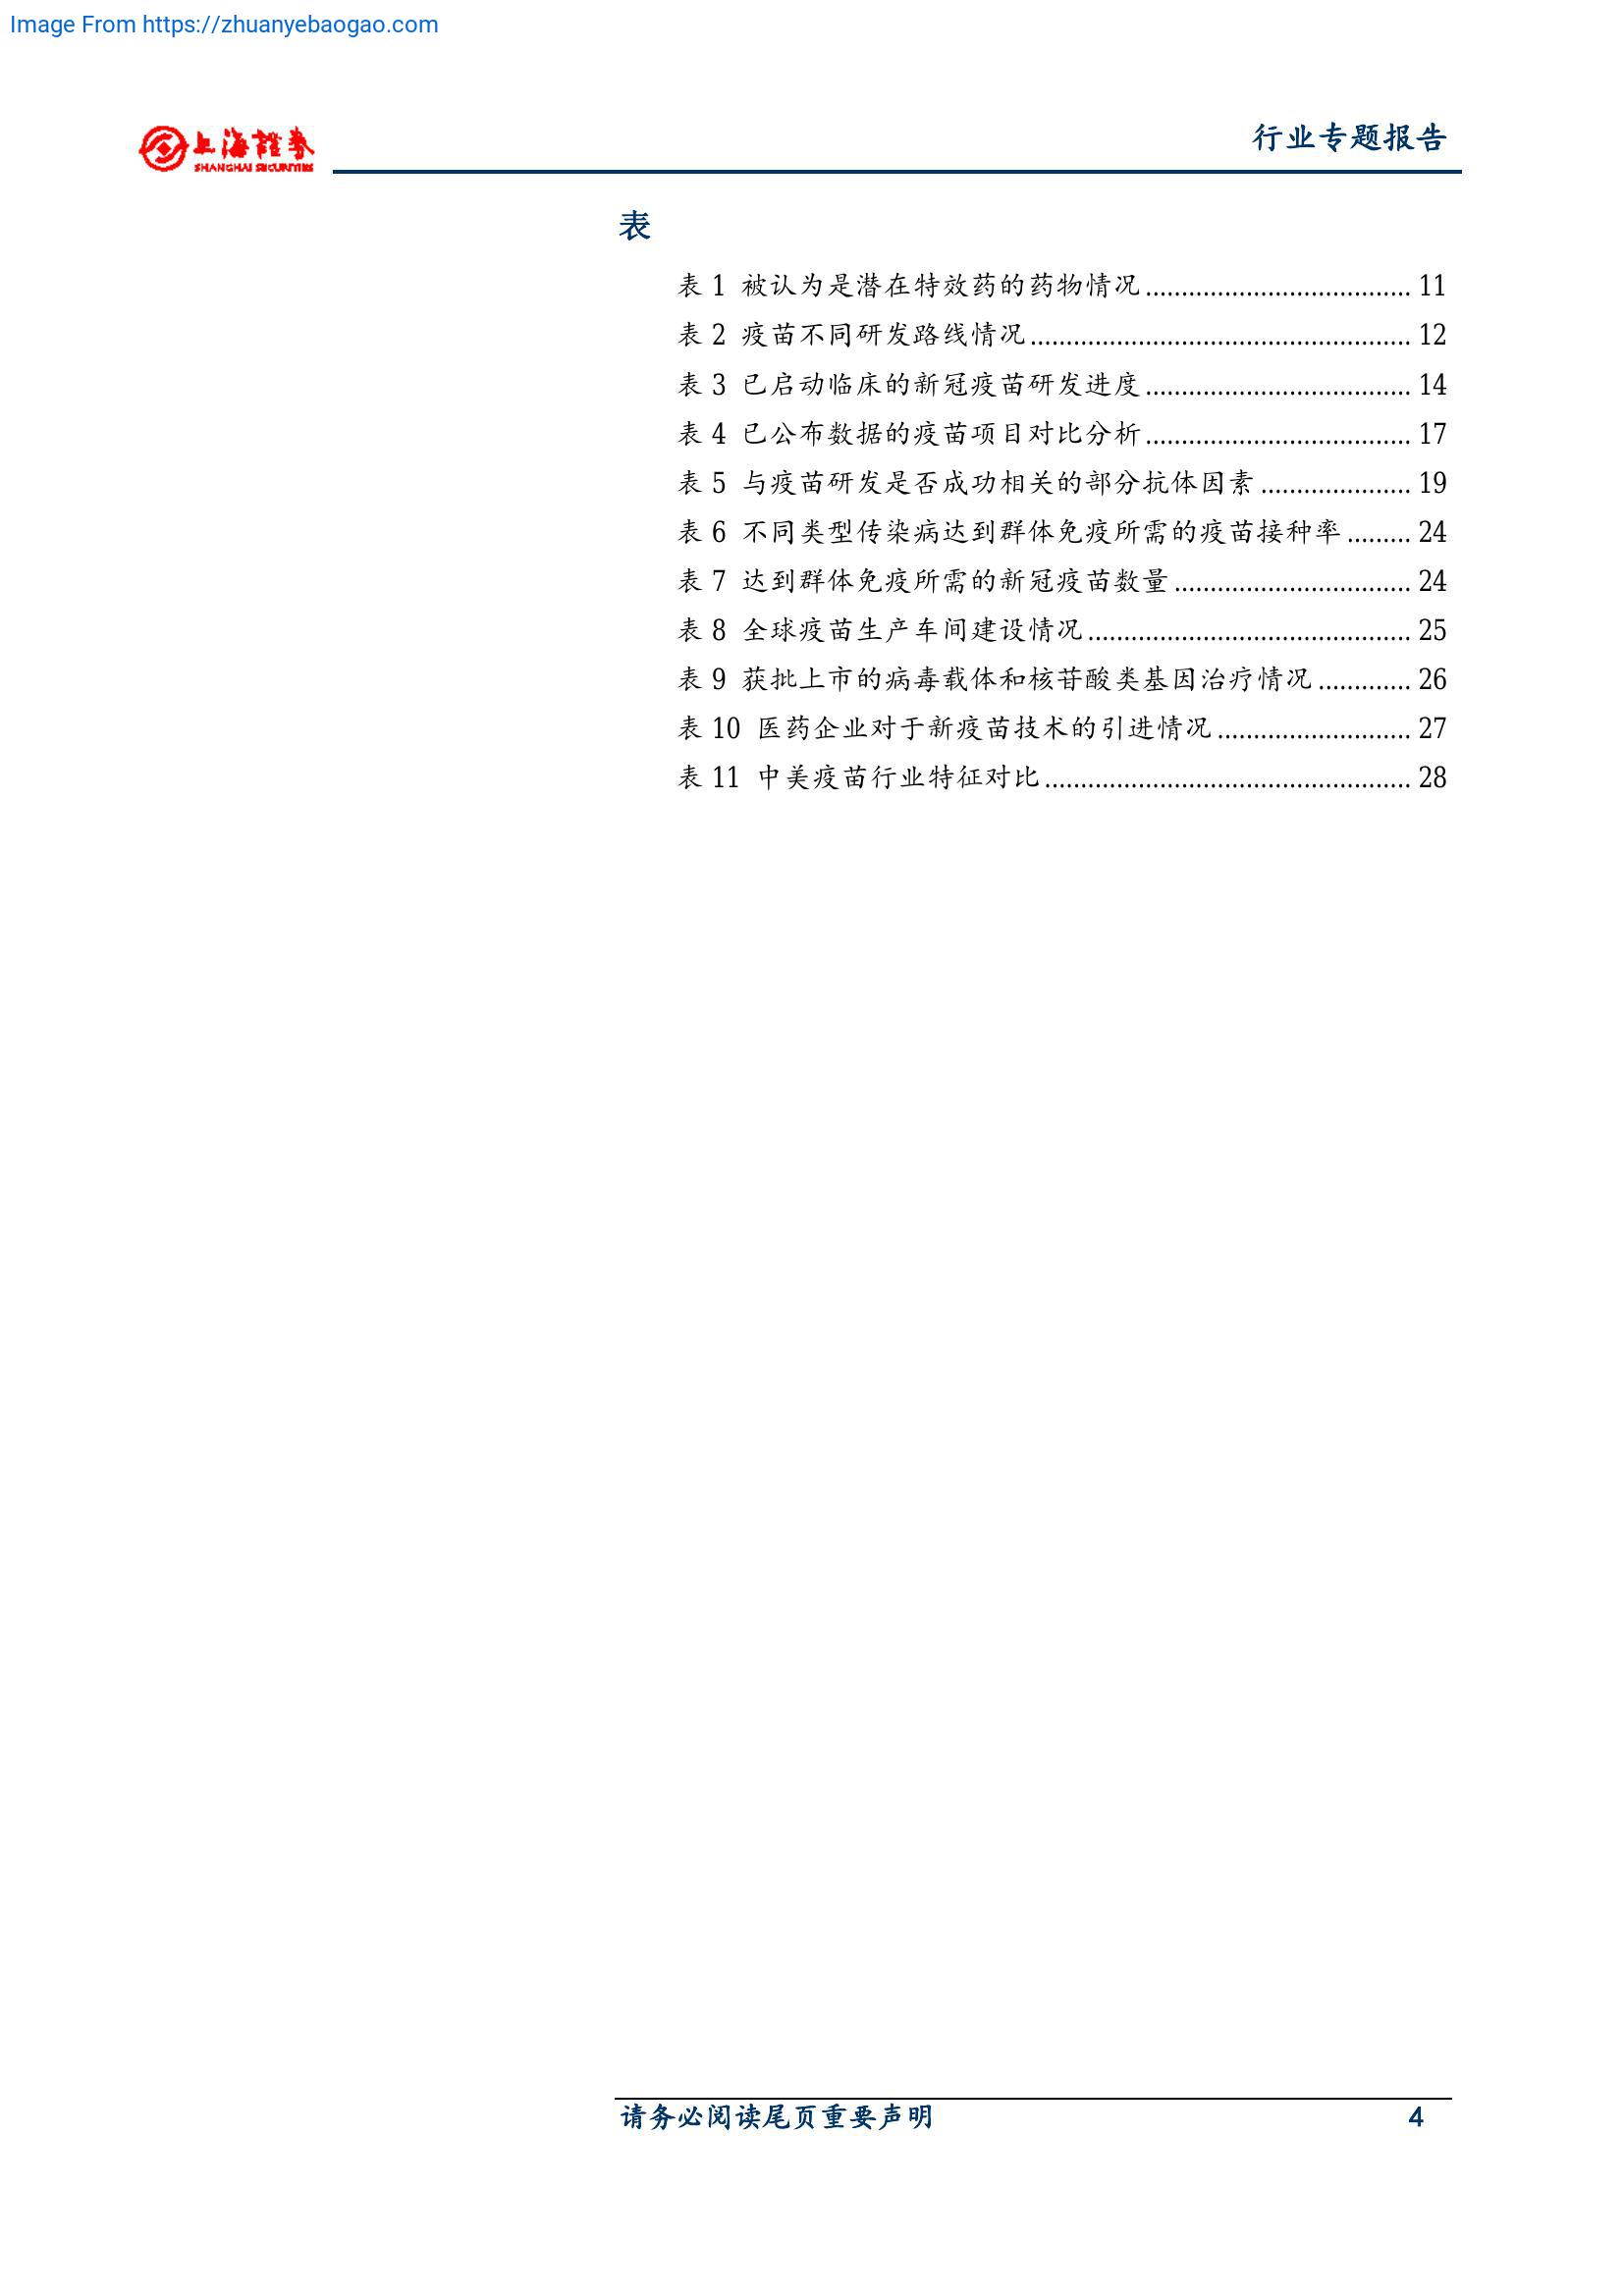 Image From https://zhuanyebaogao.com
上海證券
SHANGHAI SECURITIES
行业专题报告
表
表 1 被认为是潜在特效药的药物情况..................................... 11
表 2 疫苗不同研发路线情况..................................................... 12
表 3 已启动临床的新冠疫苗研发进度..................................... 14
表 4 已公布数据的疫苗项目对比分析..................................... 17
表 5 与疫苗研发是否成功相关的部分抗体因素..................... 19
表 6 不同类型传染病达到群体免疫所需的疫苗接种率......... 24
表 7 达到群体免疫所需的新冠疫苗数量................................. 24
表 8 全球疫苗生产车间建设情况............................................. 25
表 9 获批上市的病毒载体和核苷酸类基因治疗情况............. 26
表 10 医药企业对于新疫苗技术的引进情况........................... 27
表 11 中美疫苗行业特征对比................................................... 28
请务必阅读尾页重要声明 4